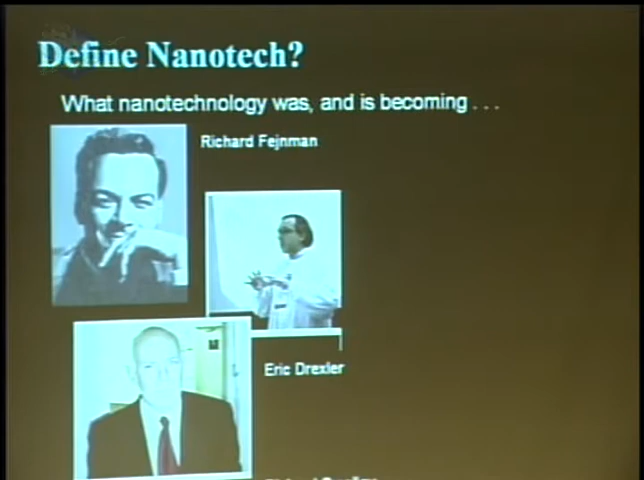 Define Nanotech?
What nanotechnology was, and is becoming . . .
Richard Fejnman
Eric Drexler